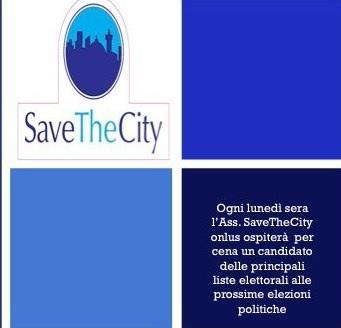 SaveTheCity
Ogni lunedì sera
l'Ass. SaveTheCity
onlus ospiterà per
cena un candidato
delle principali
liste elettorali alle
prossime elezioni
politiche